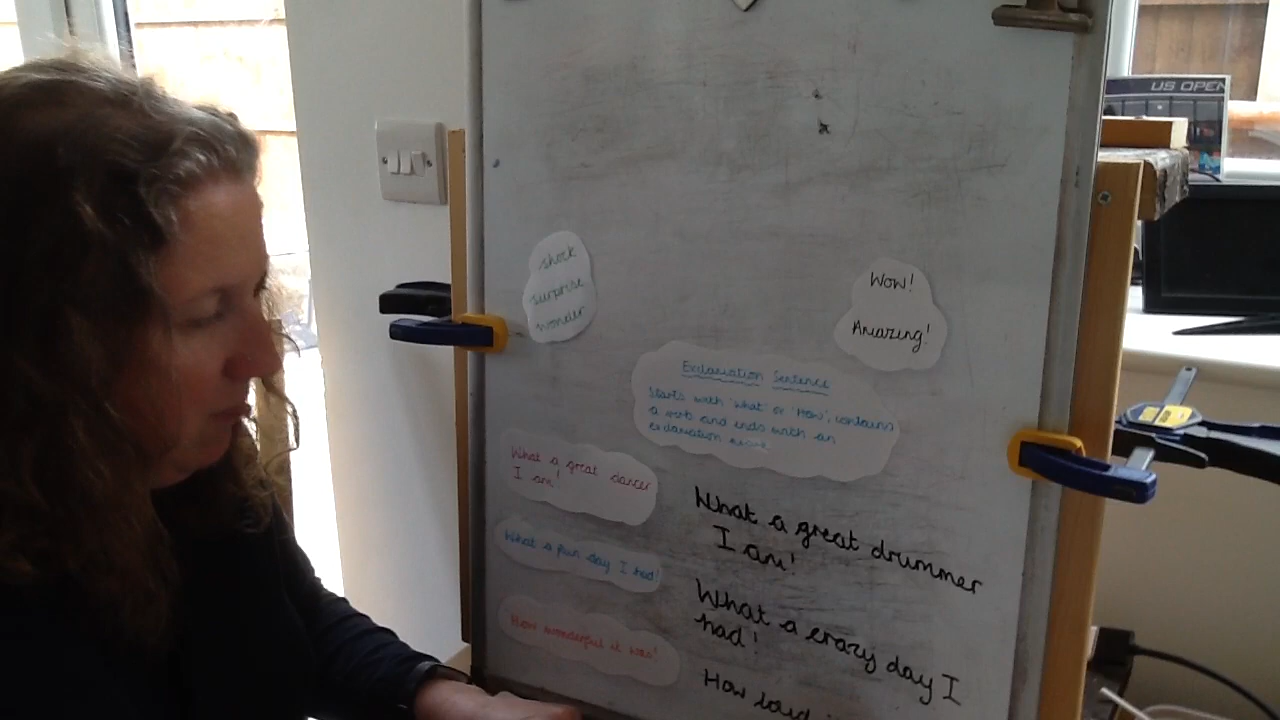 US OPEN
shock
surprise
wonder
Wow!
Amazing!
Exclamation Sentence
Starts with 'What' or 'How', contains
a verb and ends with an
exclamation mark.
What a great dancer
I am!
What a fun day I had!
How wonderful it was!
What a great drummer
I am!
What a crazy day I
had!
How loud